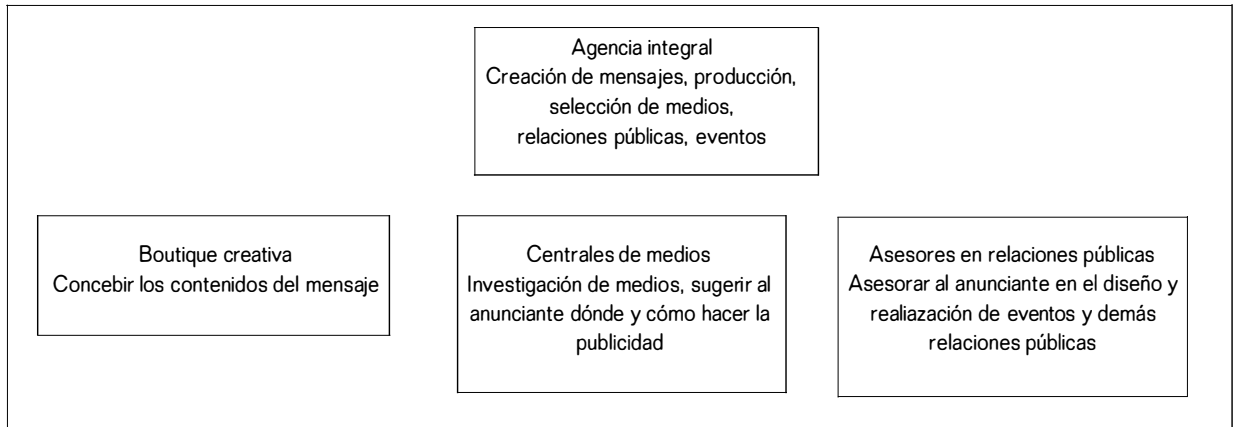 Agencia integral
Creación de mensajes, producción,
selección de medios,
relaciones públicas, eventos
Boutique creativa
Concebir los contenidos del mensaje
Centrales de medios
Investigación de medios, sugerir al
anunciante dónde y cómo hacer la
publicidad
Asesores en relaciones públicas
Asesorar al anunciante en el diseño y
realiazación de eventos y demás
relaciones públicas